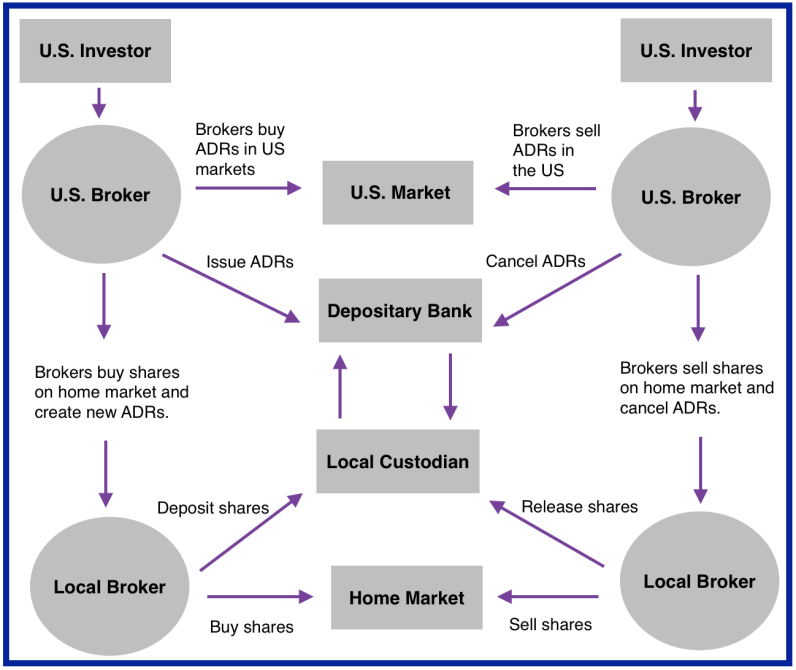 U.S. Investor
U.S. Investor
Brokers buy
ADRs in US
markets
Brokers sell
ADRs in
the US
U.S. Broker
U.S. Market
U.S. Broker
Issue ADRs
Cancel ADRs
Depositary Bank
Brokers buy shares
on home market and
create new ADRs.
Brokers sell shares
on home market and
cancel ADRs.
Local Custodian
Deposit shares
Release shares
Local Broker
Home Market
Local Broker
Buy shares
Sell shares